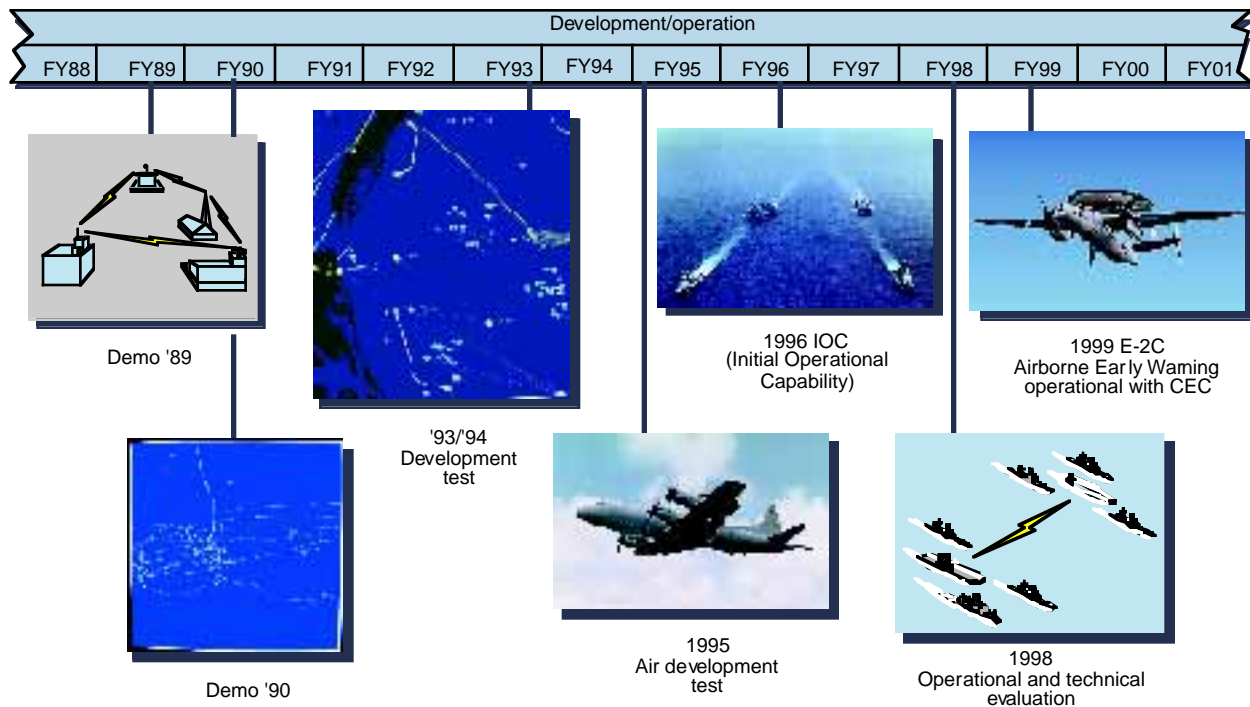 Development/operation
FY88 FY89 FY90 FY91 FY92 FY93 FY94 FY95 FY96 FY97 FY98 FY99 FY00 FY01
Demo '89
Demo '90
'93/'94
Development
test
1995
Air development
test
1996 IOC
(Initial Operational
Capability)
1998
Operational and technical
evaluation
1999 E-2C
Airborne Early Warning
operational with CEC